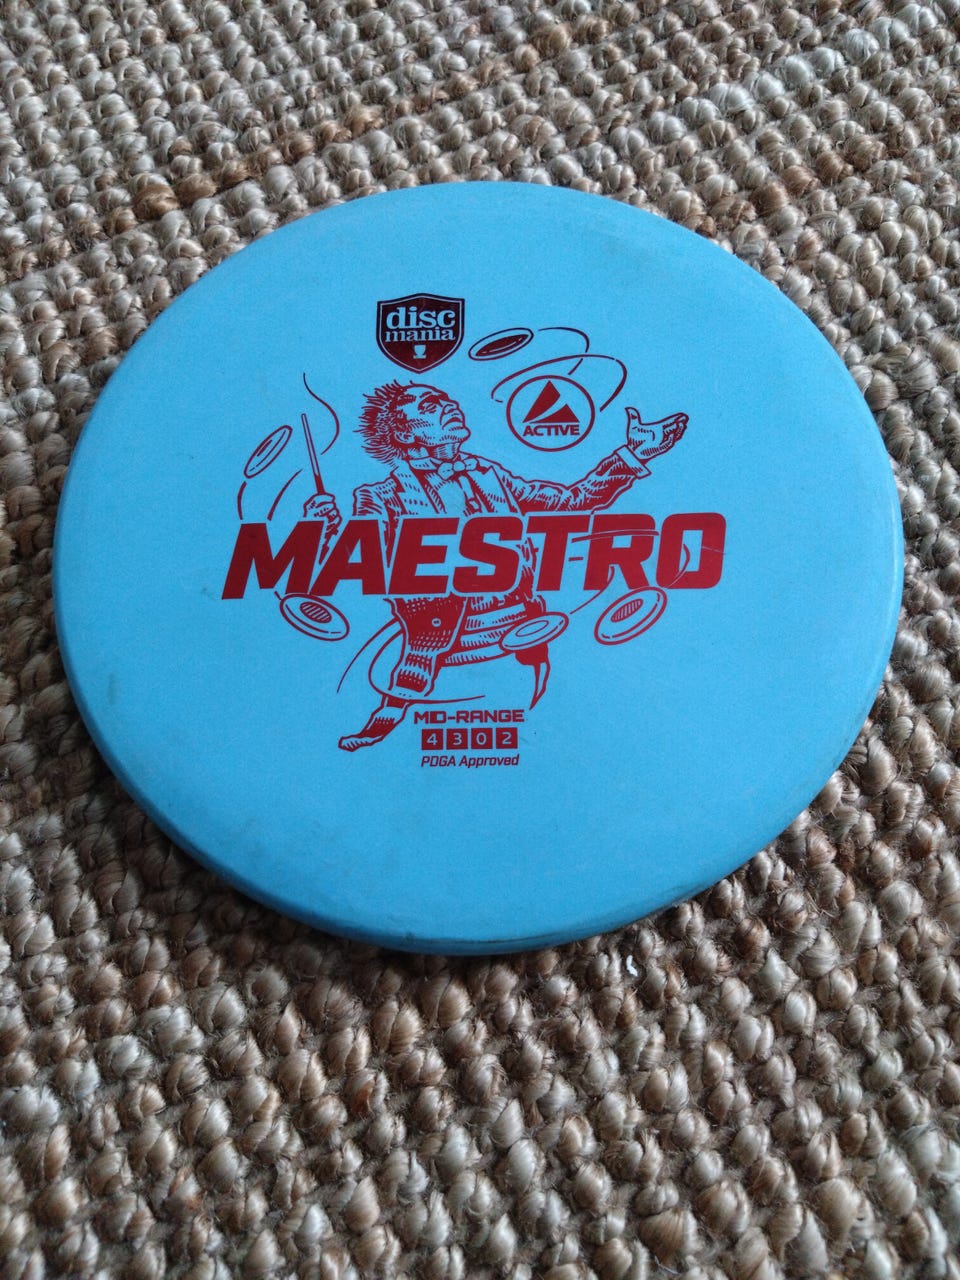 disc
mania
ACTIVE
MAESTRO
MID-RANGE
4 3 0 2
PDGA Approved